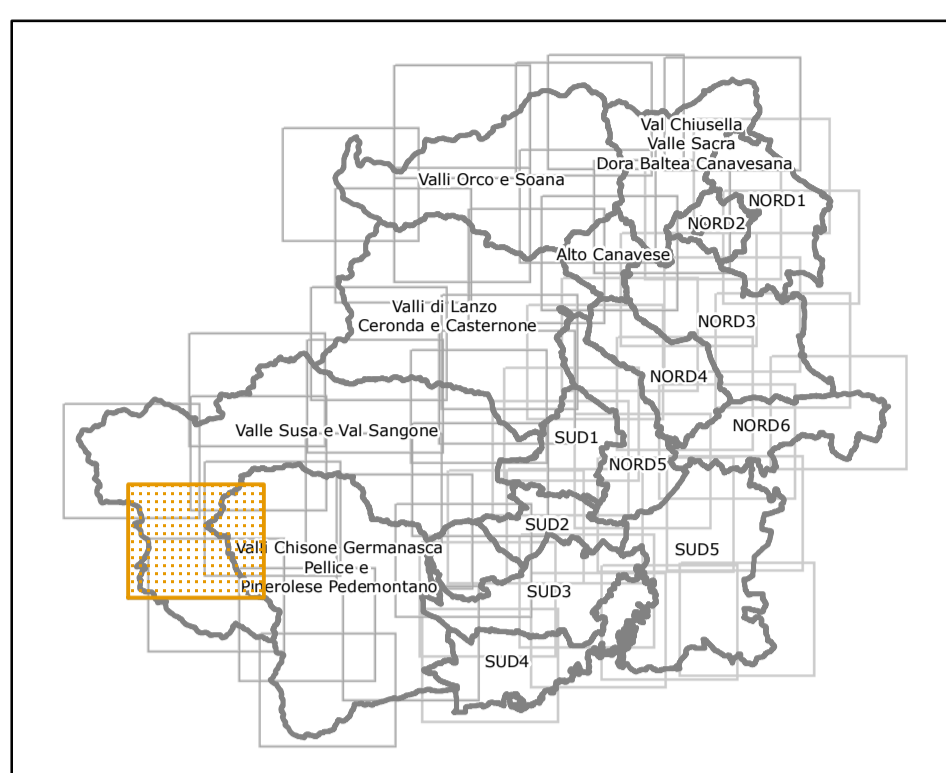 Val Chiusella
Valle Sacra
Dora Baltea Canavesana
Valli Orco e Soana
NORD1
NORD2
Alto Canavese
Valli di Lanzo
Ceronda e Casternone
NORD3
NORD4
Valle Susa e Val Sangone
SUD1
NORD6
NORD5
SUD2
Valli Chisone Germanasca
Pellice e
Pinerolese Pedemontano
SUD5
SUD3
SUD4